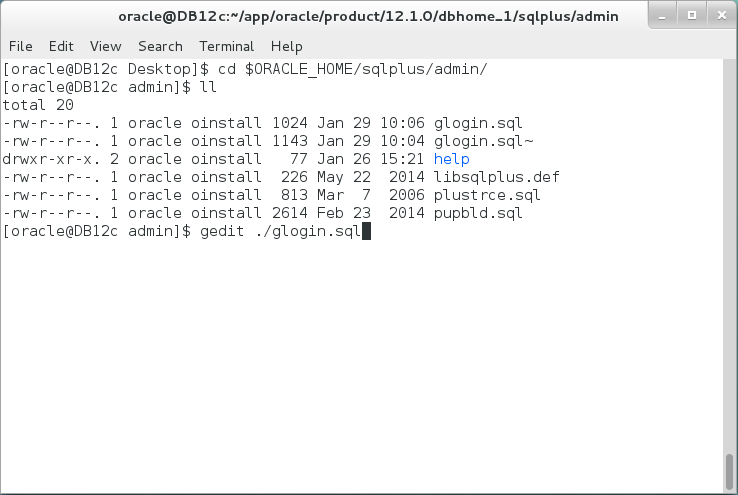 oracle@DB12c:~/app/oracle/product/12.1.0/dbhome_1/sqlplus/admin
File Edit View Search Terminal Help
[oracle@DB12c Desktop]$ cd $ORACLE_HOME/sqlplus/admin/
[oracle@DB12c admin]$ ll
total 20
-rw-r--r--. 1 oracle oinstall 1024 Jan 29 10:06 glogin.sql
-rw-r--r--. 1 oracle oinstall 1143 Jan 29 10:04 glogin.sql~
drwxr-xr-x. 2 oracle oinstall   77 Jan 26 15:21 help
-rw-r--r--. 1 oracle oinstall  226 May 22  2014 libsqlplus.def
-rw-r--r--. 1 oracle oinstall  813 Mar  7  2006 plustrce.sql
-rw-r--r--. 1 oracle oinstall 2614 Feb 23  2014 pupbld.sql
[oracle@DB12c admin]$ gedit ./glogin.sql